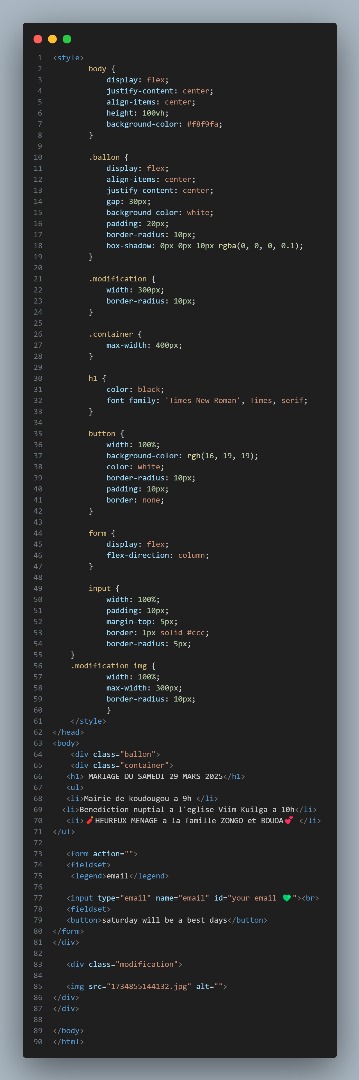 1 <style>
2 body {
3 display: flex;
4 justify-content: center;
5 align-items: center;
6 height: 100vh;
7 background-color: #f8f9fa;
8 }
9
10 .ballon {
11 display: flex;
12 align-items: center;
13 justify-content: center;
14 gap: 30px;
15 background-color: white;
16 padding: 20px;
17 border-radius: 10px;
18 box-shadow: 0px 0px 10px rgba(0, 0, 0, 0.1);
19 }
20
21 .modification {
22 width: 300px;
23 border-radius: 10px;
24 }
25
26 .container {
27 max-width: 400px;
28 }
29
30 h1 {
31 color: black;
32 font-family: 'Times New Roman', Times, serif;
33 }
34
35 button {
36 width: 100%;
37 background-color: rgb(16, 19, 19);
38 color: white;
39 border-radius: 10px;
40 padding: 10px;
41 border: none;
42 }
43
44 form {
45 display: flex;
46 flex-direction: column;
47 }
48
49 input {
50 width: 100%;
51 padding: 10px;
52 margin-top: 5px;
53 border: 1px solid #ccc;
54 border-radius: 5px;
55 }
56 .modification img {
57 width: 100%;
58 max-width: 300px;
59 border-radius: 10px;
60 }
61 </style>
62 </head>
63 <body>
64 <div class="ballon">
65 <div class="container">
66 <h1> MARIAGE DU SAMEDI 29 MARS 2025</h1>
67 <ul>
68 <li>Mairie de koudougou a 9h </li>
69 <li>Benediction nuptial a l'eglise Viim Kuilga a 10h</li>
70 <li>🧨HEUREUX MENAGE a la famille ZONGO et BOUDA💕 </li>
71 </ul>
72
73 <form action="">
74 <fieldset>
75 <legend>email</legend>
76
77 <input type="email" name="email" id="your email 💚"><br>
78 <fieldset>
79 <button>saturday will be a best days</button>
80 </form>
81 </div>
82
83 <div class="modification">
84
85 <img src="1734855144132.jpg" alt="">
86 </div>
87 </div>
88
89 </body>
90 </html>